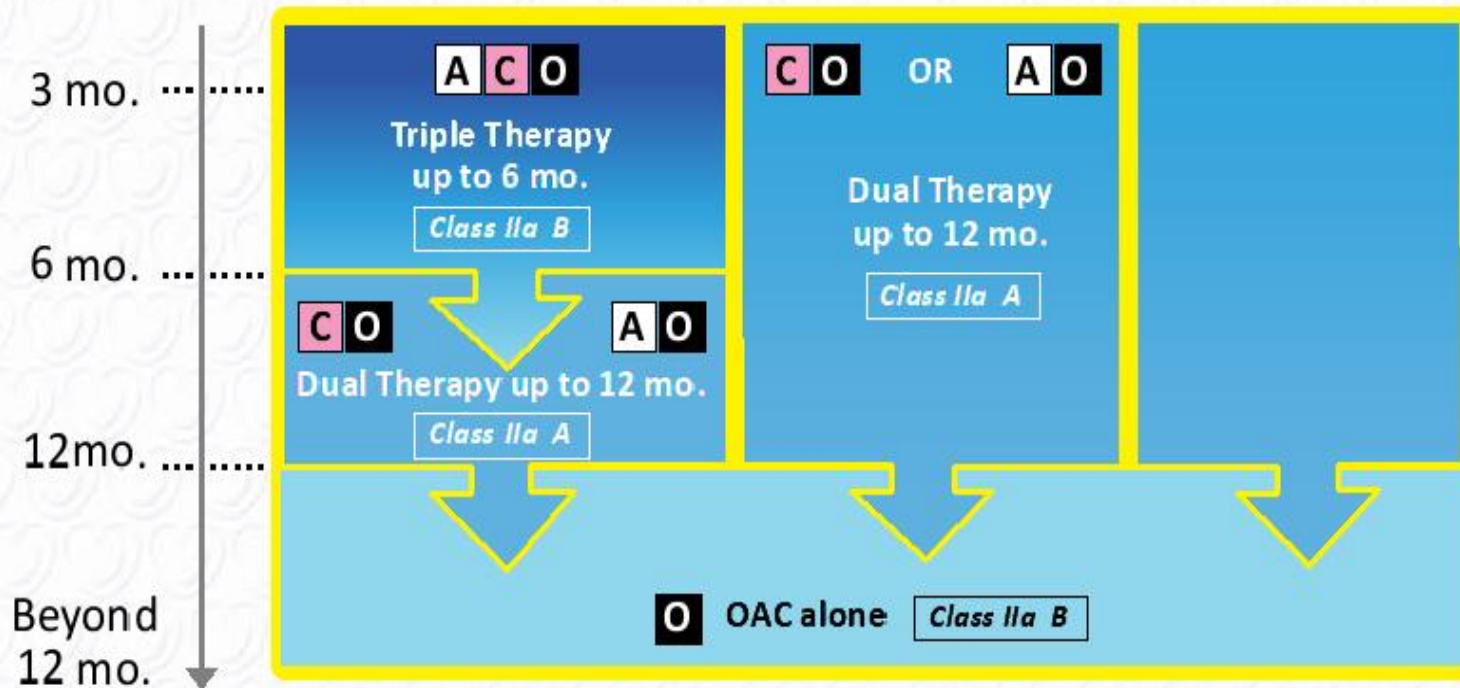 3 mo.
6 mo.
12mo.
Beyond
12 mo.
A C O
Triple Therapy
up to 6 mo.
Class IIa B
C O
A O
Dual Therapy up to 12 mo.
Class IIa A
C O OR A O
Dual Therapy
up to 12 mo.
Class IIa A
O OAC alone Class IIa B